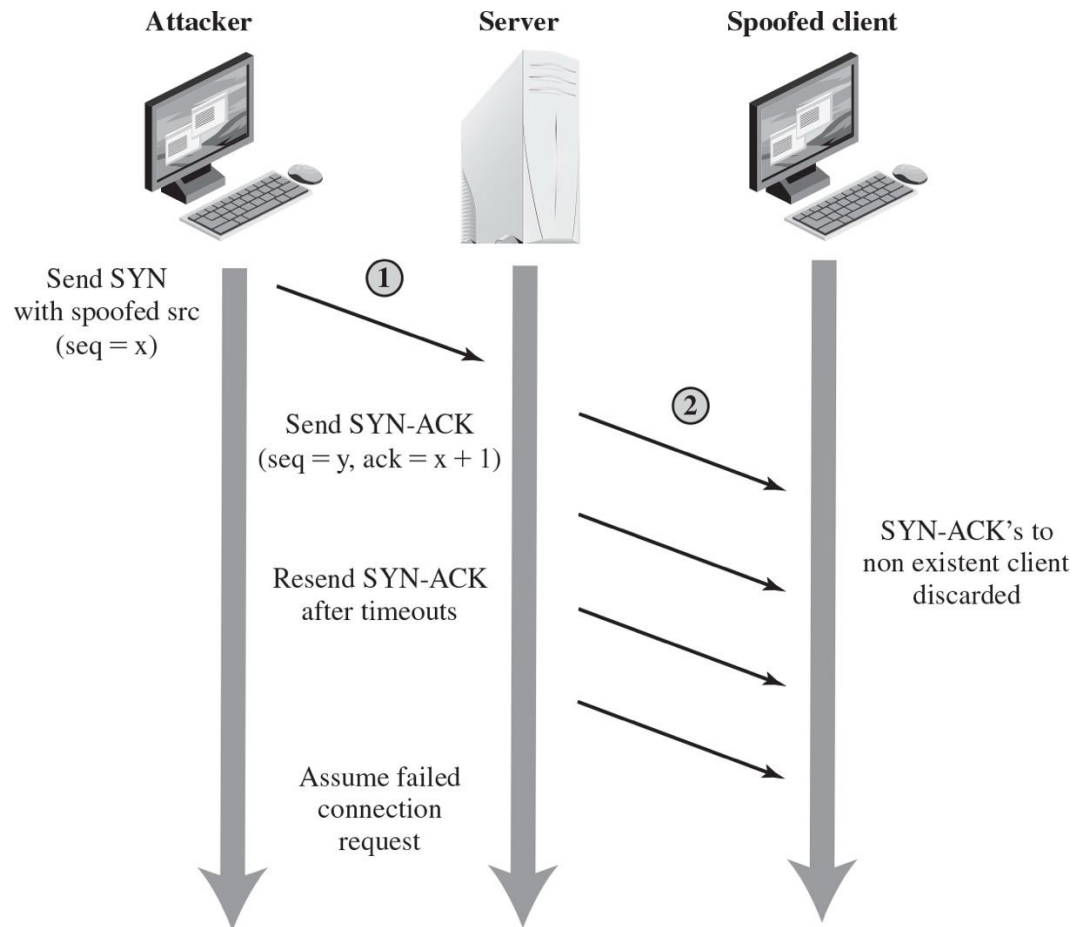 Attacker
Server
Spoofed client
Send SYN
with spoofed src
(seq = x)
1
2
Send SYN-ACK
(seq = y, ack = x + 1)
SYN-ACK's to
non existent client
discarded
Resend SYN-ACK
after timeouts
Assume failed
connection
request